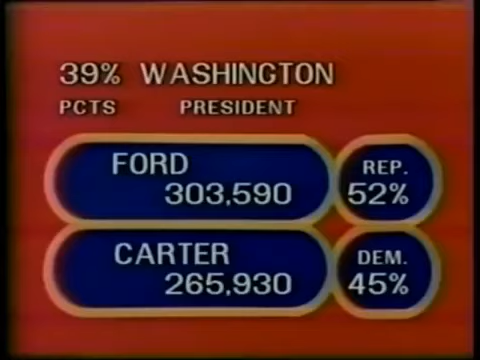 39% WASHINGTON
PCTS PRESIDENT
FORD REP.
303,590 52%
CARTER DEM.
265,930 45%